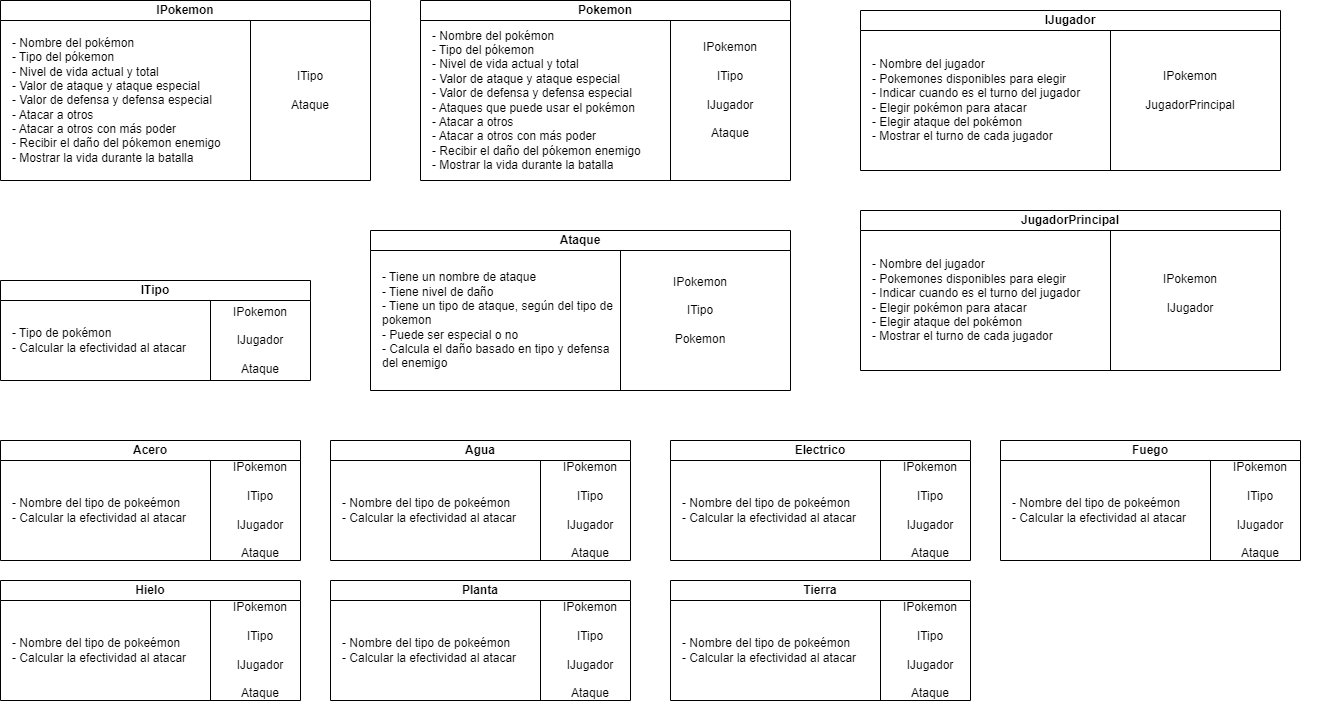 IPokemon
- Nombre del pokémon
- Tipo del pókemon
- Nivel de vida actual y total
- Valor de ataque y ataque especial
- Valor de defensa y defensa especial
- Atacar a otros
- Atacar a otros con más poder
- Recibir el daño del pókemon enemigo
- Mostrar la vida durante la batalla
ITipo
Ataque
Pokemon
- Nombre del pokémon
- Tipo del pokemon
- Nivel de vida actual y total
- Valor de ataque y ataque especial
- Valor de defensa y defensa especial
- Ataques que puede usar el pokémon
- Atacar a otros
- Atacar a otros con más poder
- Recibir el daño del pókemon enemigo
- Mostrar la vida durante la batalla
IPokemon
ITipo
IJugador
Ataque
IJugador
- Nombre del jugador
- Pokemones disponibles para elegir
- Indicar cuando es el turno del jugador
- Elegir pokémon para atacar
- Elegir ataque del pokémon
- Mostrar el turno de cada jugador
IPokemon
JugadorPrincipal
ITipo
- Tipo de pokémon
- Calcular la efectividad al atacar
IPokemon
IJugador
Ataque
Ataque
- Tiene un nombre de ataque
- Tiene nivel de daño
- Tiene un tipo de ataque, según del tipo de
pokemon
- Puede ser especial o no
- Calcula el daño basado en tipo y defensa
del enemigo
IPokemon
ITipo
Pokemon
JugadorPrincipal
- Nombre del jugador
- Pokemones disponibles para elegir
- Indicar cuando es el turno del jugador
- Elegir pokémon para atacar
- Elegir ataque del pokémon
- Mostrar el turno de cada jugador
IPokemon
IJugador
Acero
- Nombre del tipo de pokeémon
- Calcular la efectividad al atacar
IPokemon
ITipo
IJugador
Ataque
Agua
- Nombre del tipo de pokeémon
- Calcular la efectividad al atacar
IPokemon
ITipo
IJugador
Ataque
Electrico
- Nombre del tipo de pokeémon
- Calcular la efectividad al atacar
IPokemon
ITipo
IJugador
Ataque
Fuego
- Nombre del tipo de pokeémon
- Calcular la efectividad al atacar
IPokemon
ITipo
IJugador
Ataque
Hielo
- Nombre del tipo de pokeémon
- Calcular la efectividad al atacar
IPokemon
ITipo
IJugador
Ataque
Planta
- Nombre del tipo de pokeémon
- Calcular la efectividad al atacar
IPokemon
ITipo
IJugador
Ataque
Tierra
- Nombre del tipo de pokeémon
- Calcular la efectividad al atacar
IPokemon
ITipo
IJugador
Ataque